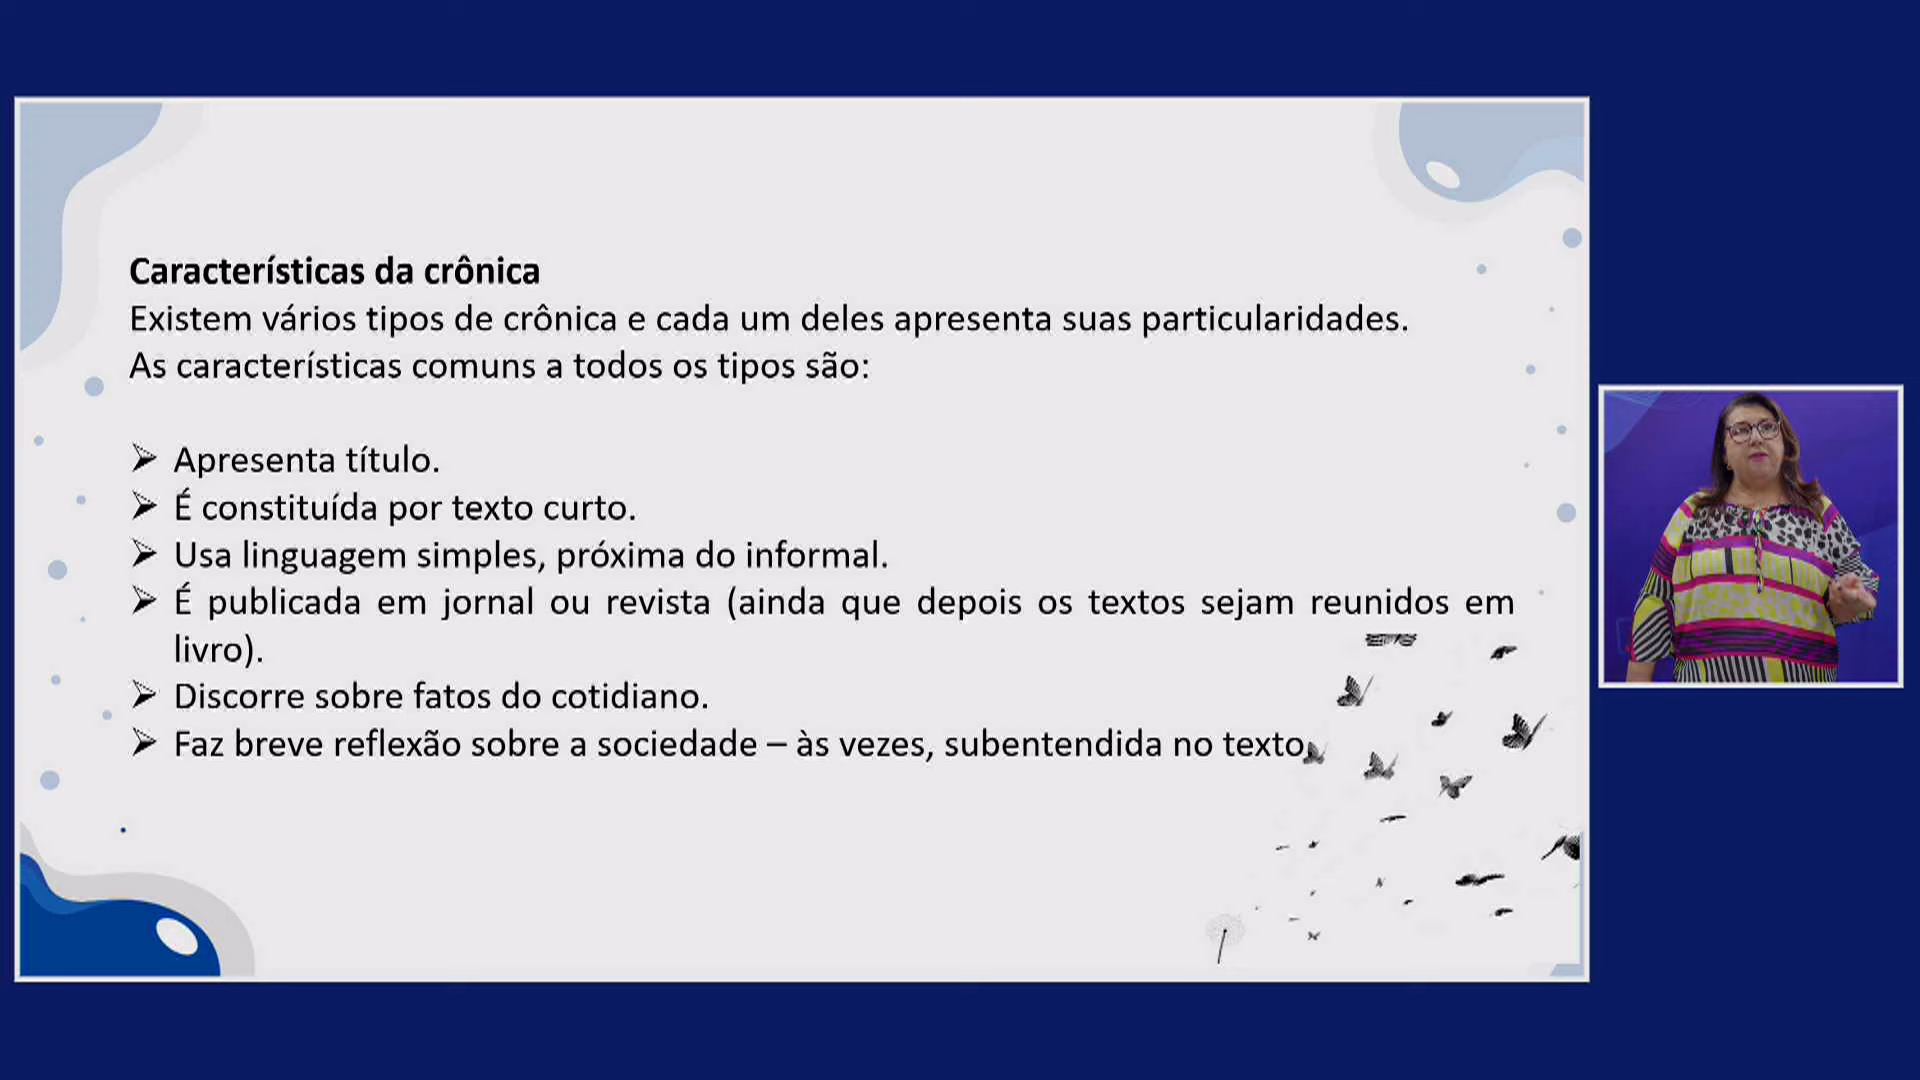 Características da crônica
Existem vários tipos de crônica e cada um deles apresenta suas particularidades.
As características comuns a todos os tipos são:
➢ Apresenta título.
➢ É constituída por texto curto.
➢ Usa linguagem simples, próxima do informal.
➢ É publicada em jornal ou revista (ainda que depois os textos sejam reunidos em
livro).
➢ Discorre sobre fatos do cotidiano.
➢ Faz breve reflexão sobre a sociedade – às vezes, subentendida no texto.